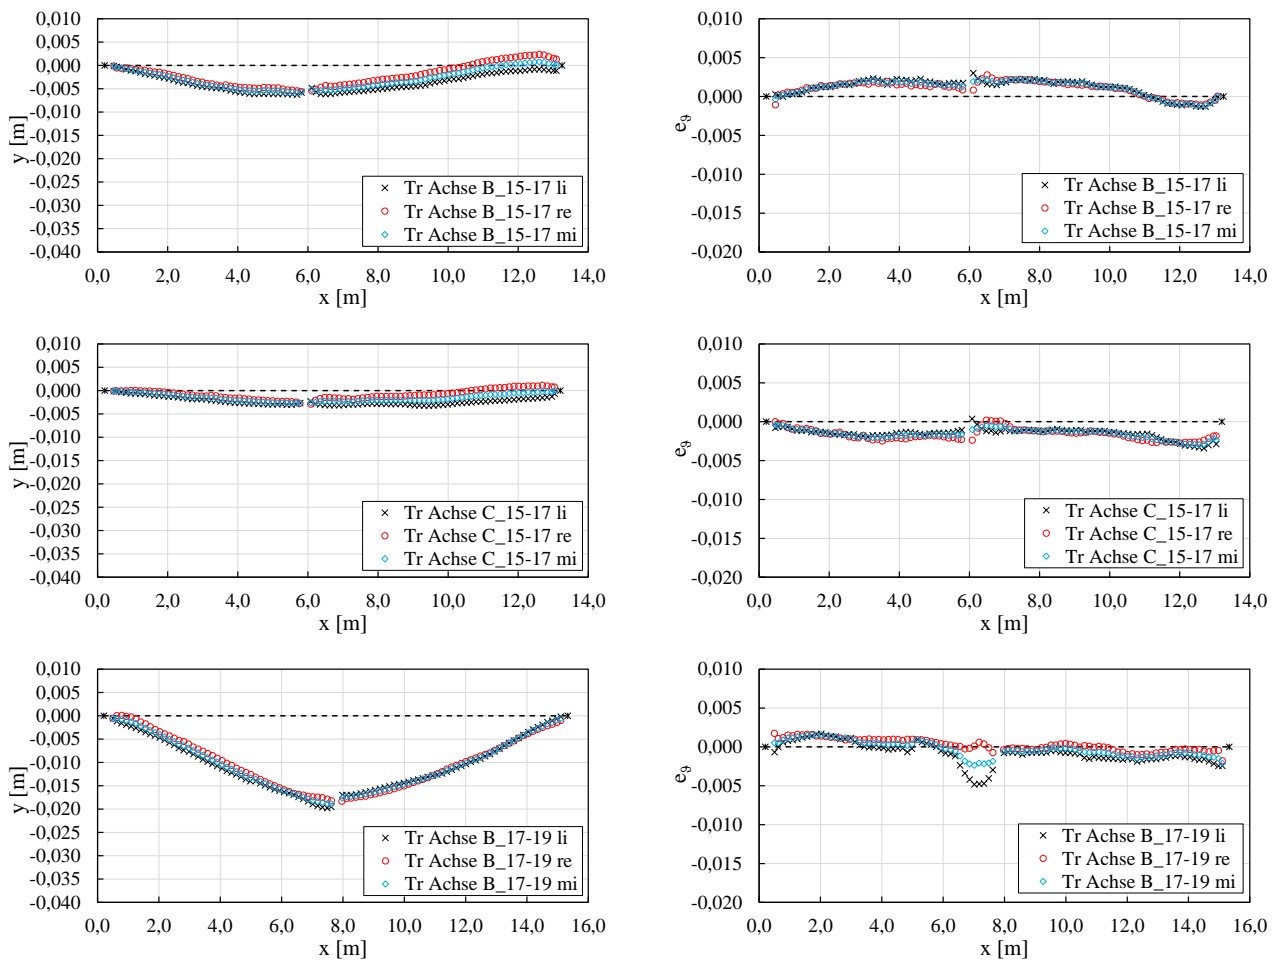 0,010
0,005
0,000
-0,005
-0,010
-0,015
-0,020
-0,025
-0,030
-0,035
-0,040
y [m]
Tr Achse B_15-17 li
Tr Achse B_15-17 re
Tr Achse B_15-17 mi
0,0 2,0 4,0 6,0 8,0 10,0 12,0 14,0
x [m]
0,010
0,005
0,000
-0,005
-0,010
-0,015
-0,020
eϑ
Tr Achse B_15-17 li
Tr Achse B_15-17 re
Tr Achse B_15-17 mi
0,0 2,0 4,0 6,0 8,0 10,0 12,0 14,0
x [m]
0,010
0,005
0,000
-0,005
-0,010
-0,015
-0,020
-0,025
-0,030
-0,035
-0,040
y [m]
Tr Achse C_15-17 li
Tr Achse C_15-17 re
Tr Achse C_15-17 mi
0,0 2,0 4,0 6,0 8,0 10,0 12,0 14,0
x [m]
0,010
0,005
0,000
-0,005
-0,010
-0,015
-0,020
eϑ
Tr Achse C_15-17 li
Tr Achse C_15-17 re
Tr Achse C_15-17 mi
0,0 2,0 4,0 6,0 8,0 10,0 12,0 14,0
x [m]
0,010
0,005
0,000
-0,005
-0,010
-0,015
-0,020
-0,025
-0,030
-0,035
-0,040
y [m]
Tr Achse B_17-19 li
Tr Achse B_17-19 re
Tr Achse B_17-19 mi
0,0 2,0 4,0 6,0 8,0 10,0 12,0 14,0 16,0
x [m]
0,010
0,005
0,000
-0,005
-0,010
-0,015
-0,020
eϑ
Tr Achse B_17-19 li
Tr Achse B_17-19 re
Tr Achse B_17-19 mi
0,0 2,0 4,0 6,0 8,0 10,0 12,0 14,0 16,0
x [m]